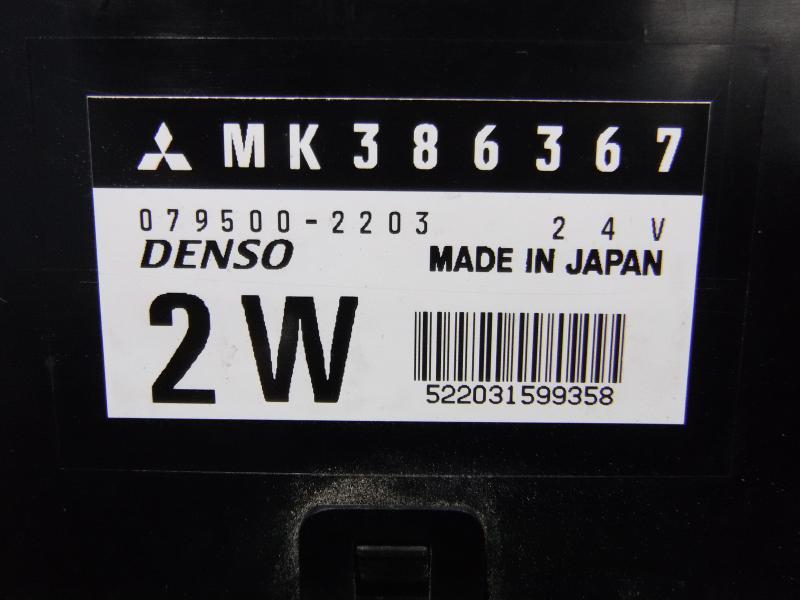 MK386367
079500-2203 24V
DENSO MADE IN JAPAN
2W
522031599358